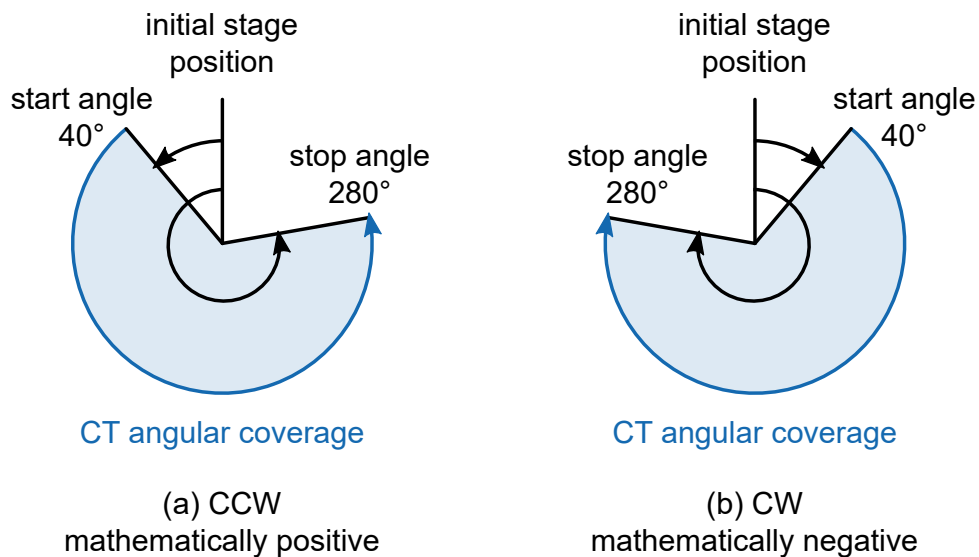 initial stage
position
start angle
40°
stop angle
280°
CT angular coverage
(a) CCW
mathematically positive
initial stage
position
start angle
40°
stop angle
280°
CT angular coverage
(b) CW
mathematically negative